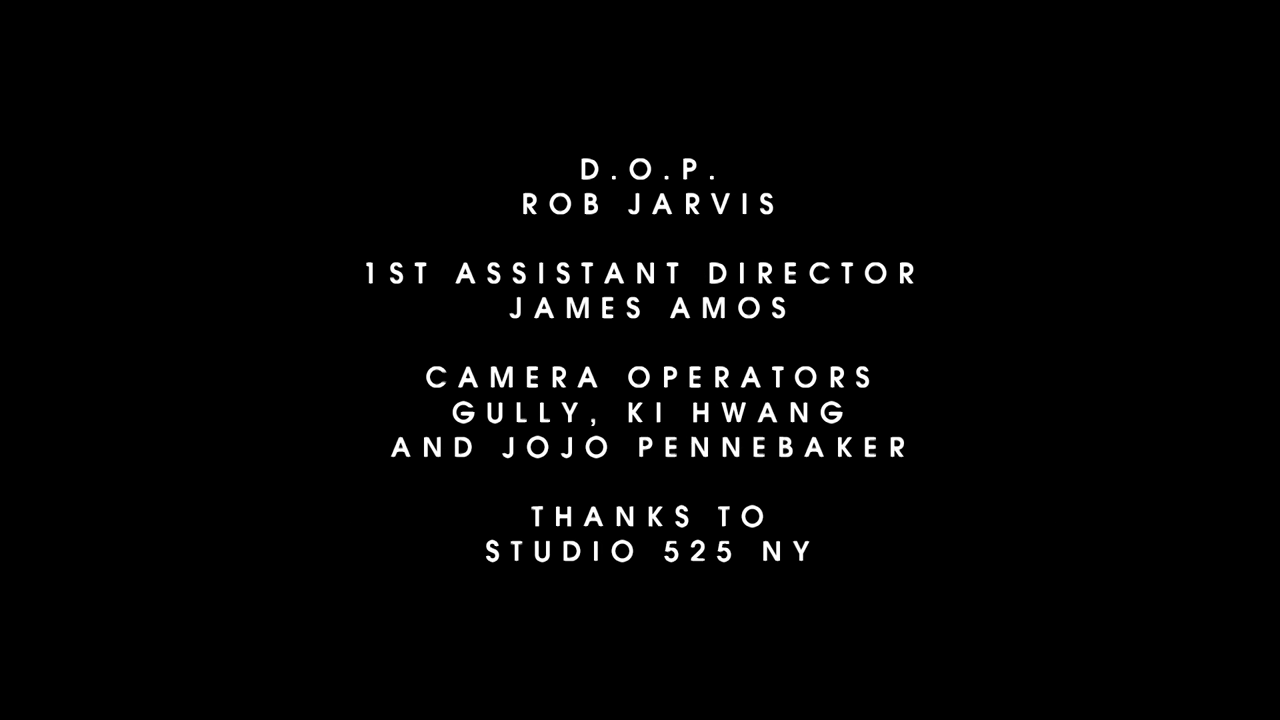 D.O.P.
ROB JARVIS
1ST ASSISTANT DIRECTOR
JAMES AMOS
CAMERA OPERATORS
GULLY, KI HWANG
AND JOJO PENNEBAKER
THANKS TO
STUDIO 525 NY